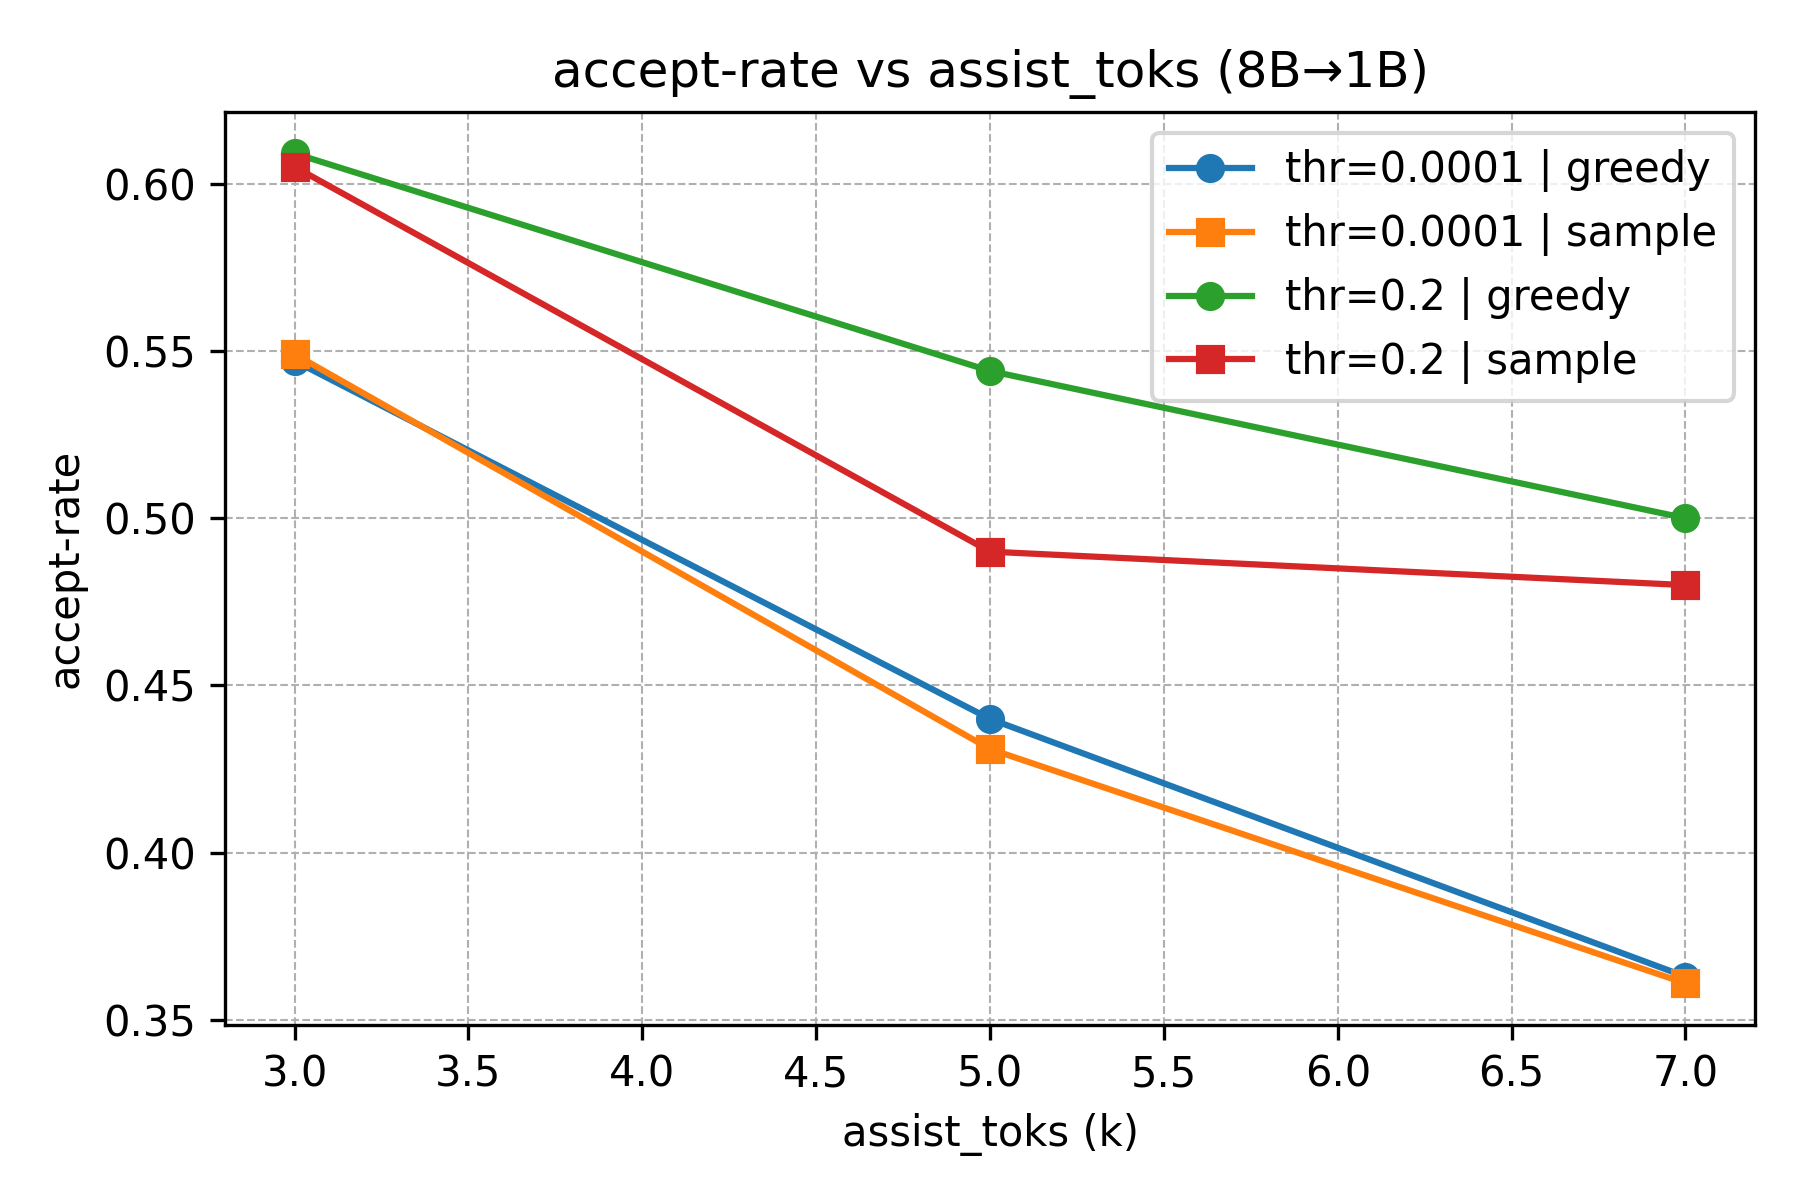 accept-rate vs assist_toks (8B→1B)
thr=0.0001 | greedy
thr=0.0001 | sample
thr=0.2 | greedy
thr=0.2 | sample
accept-rate
0.60
0.55
0.50
0.45
0.40
0.35
3.0 3.5 4.0 4.5 5.0 5.5 6.0 6.5 7.0
assist_toks (k)